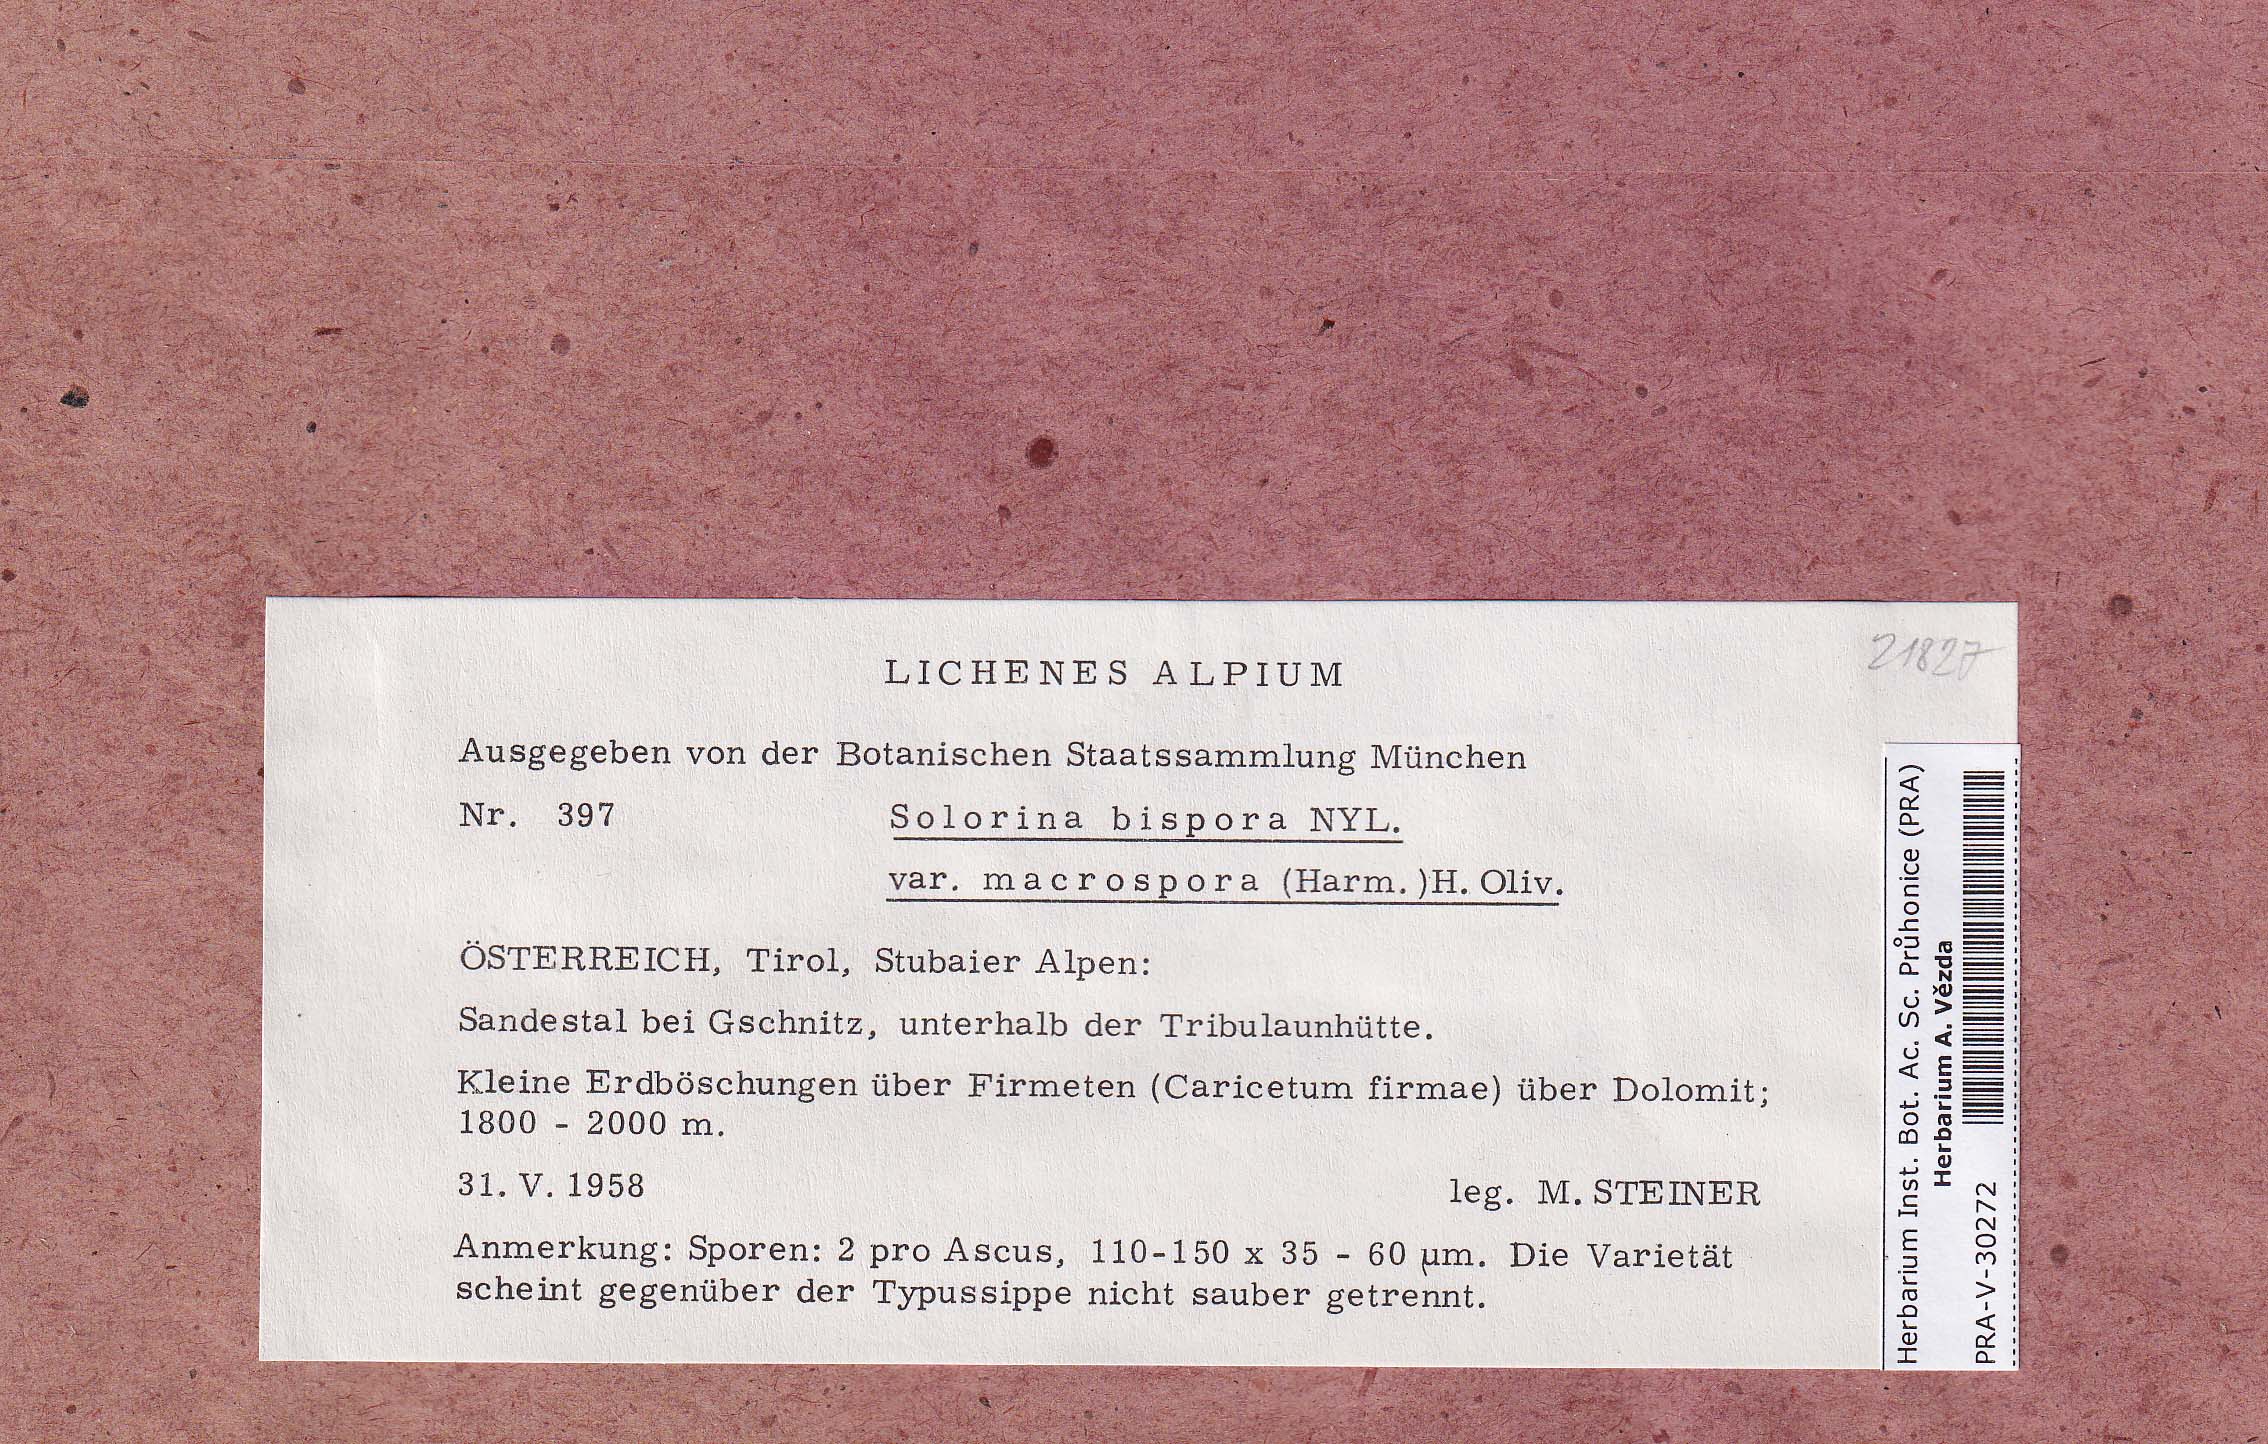 LICHENES ALPIUM
21827
Ausgegeben von der Botanischen Staatssammlung München
Nr. 397 Solorina bispora NYL.
var. macrospora (Harm.)H. Oliv.
ÖSTERREICH, Tirol, Stubaier Alpen:
Sandestal bei Gschnitz, unterhalb der Tribulaunhütte.
Kleine Erdböschungen über Firmeten (Caricetum firmae) über Dolomit;
1800 - 2000 m.
31. V. 1958 leg. M. STEINER
Anmerkung: Sporen: 2 pro Ascus, 110-150 x 35 - 60 µm. Die Varietät
scheint gegenüber der Typussippe nicht sauber getrennt.
Herbarium Inst. Bot. Ac. Sc. Průhonice (PRA)
Herbarium A. Vězda
PRA-V-30272